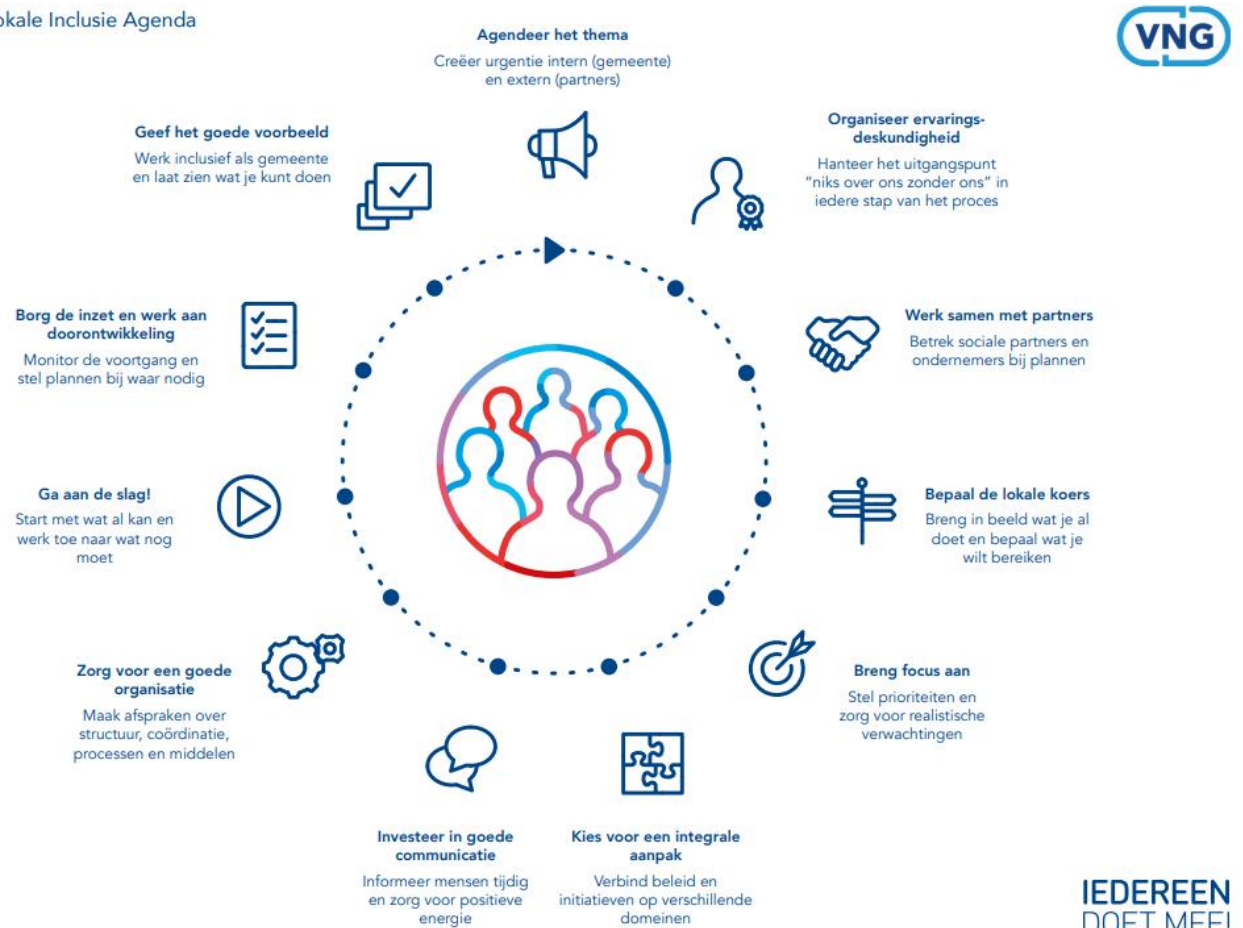 okale Inclusie Agenda
VNG
Agendeer het thema
Creëer urgentie intern (gemeente)
en extern (partners)
Organiseer ervarings-
deskundigheid
Hanteer het uitgangspunt
“niks over ons zonder ons” in
iedere stap van het proces
Werk samen met partners
Betrek sociale partners en
ondernemers bij plannen
Bepaal de lokale koers
Breng in beeld wat je al
doet en bepaal wat je
wilt bereiken
Breng focus aan
Stel prioriteiten en
zorg voor realistische
verwachtingen
Kies voor een integrale
aanpak
Verbind beleid en
initiatieven op verschillende
domeinen
Investeer in goede
communicatie
Informeer mensen tijdig
en zorg voor positieve
energie
Zorg voor een goede
organisatie
Maak afspraken over
structuur, coördinatie,
processen en middelen
Ga aan de slag!
Start met wat al kan en
werk toe naar wat nog
moet
Borg de inzet en werk aan
doorontwikkeling
Monitor de voortgang en
stel plannen bij waar nodig
Geef het goede voorbeeld
Werk inclusief als gemeente
en laat zien wat je kunt doen
IEDEREEN
DOET MEE!